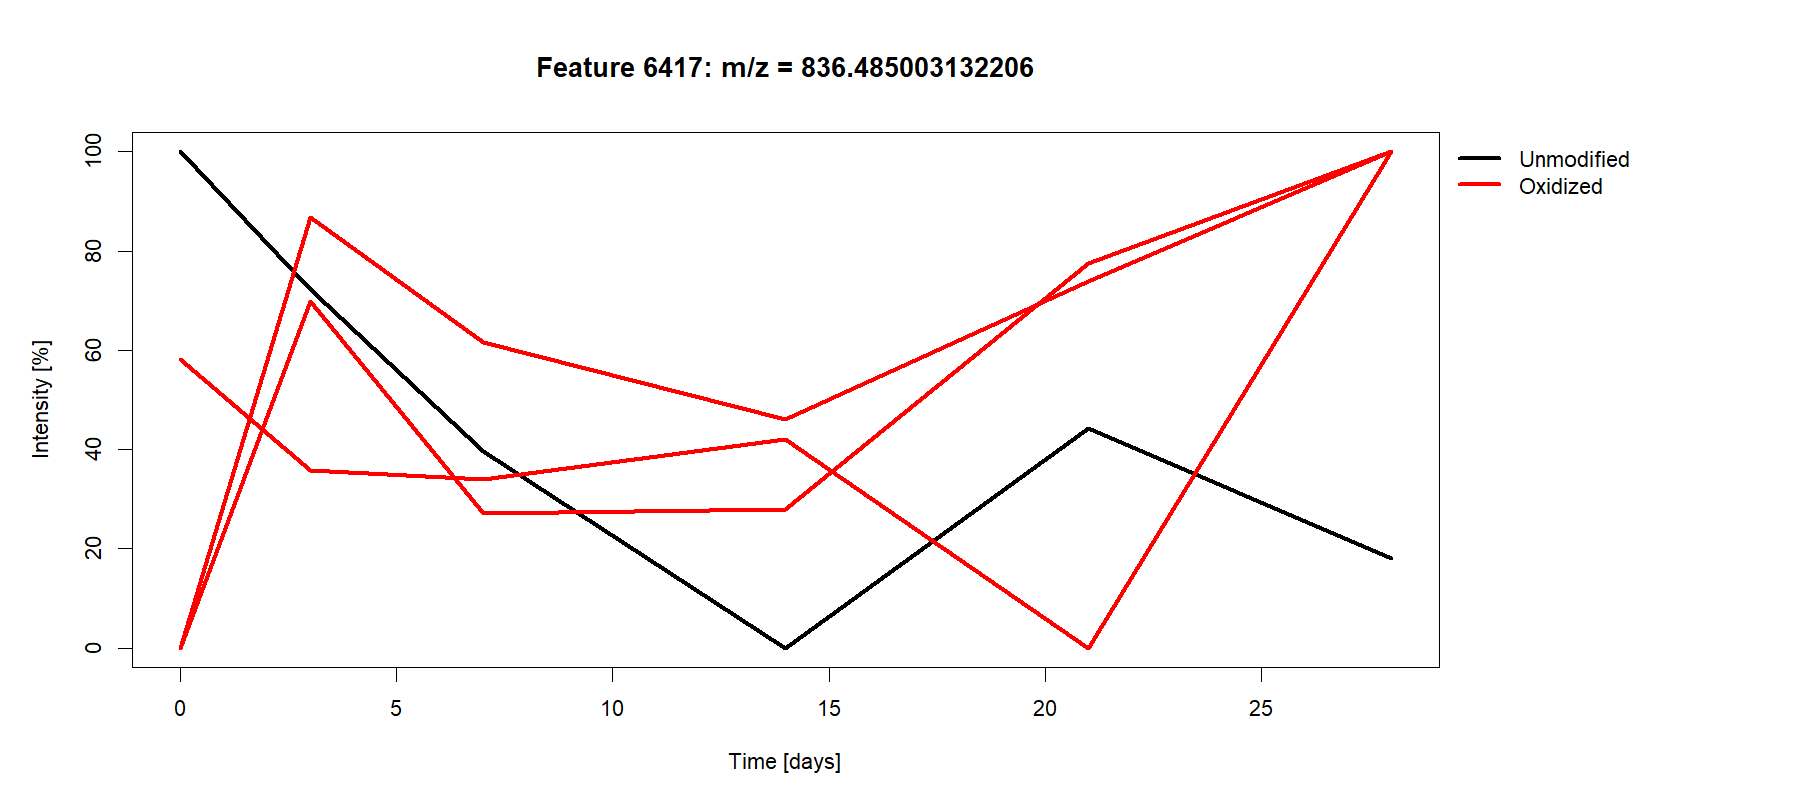 Feature 6417: m/z = 836.485003132206
Unmodified
Oxidized
Intensity [%]
100
80
60
40
20
0
0 5 10 15 20 25
Time [days]